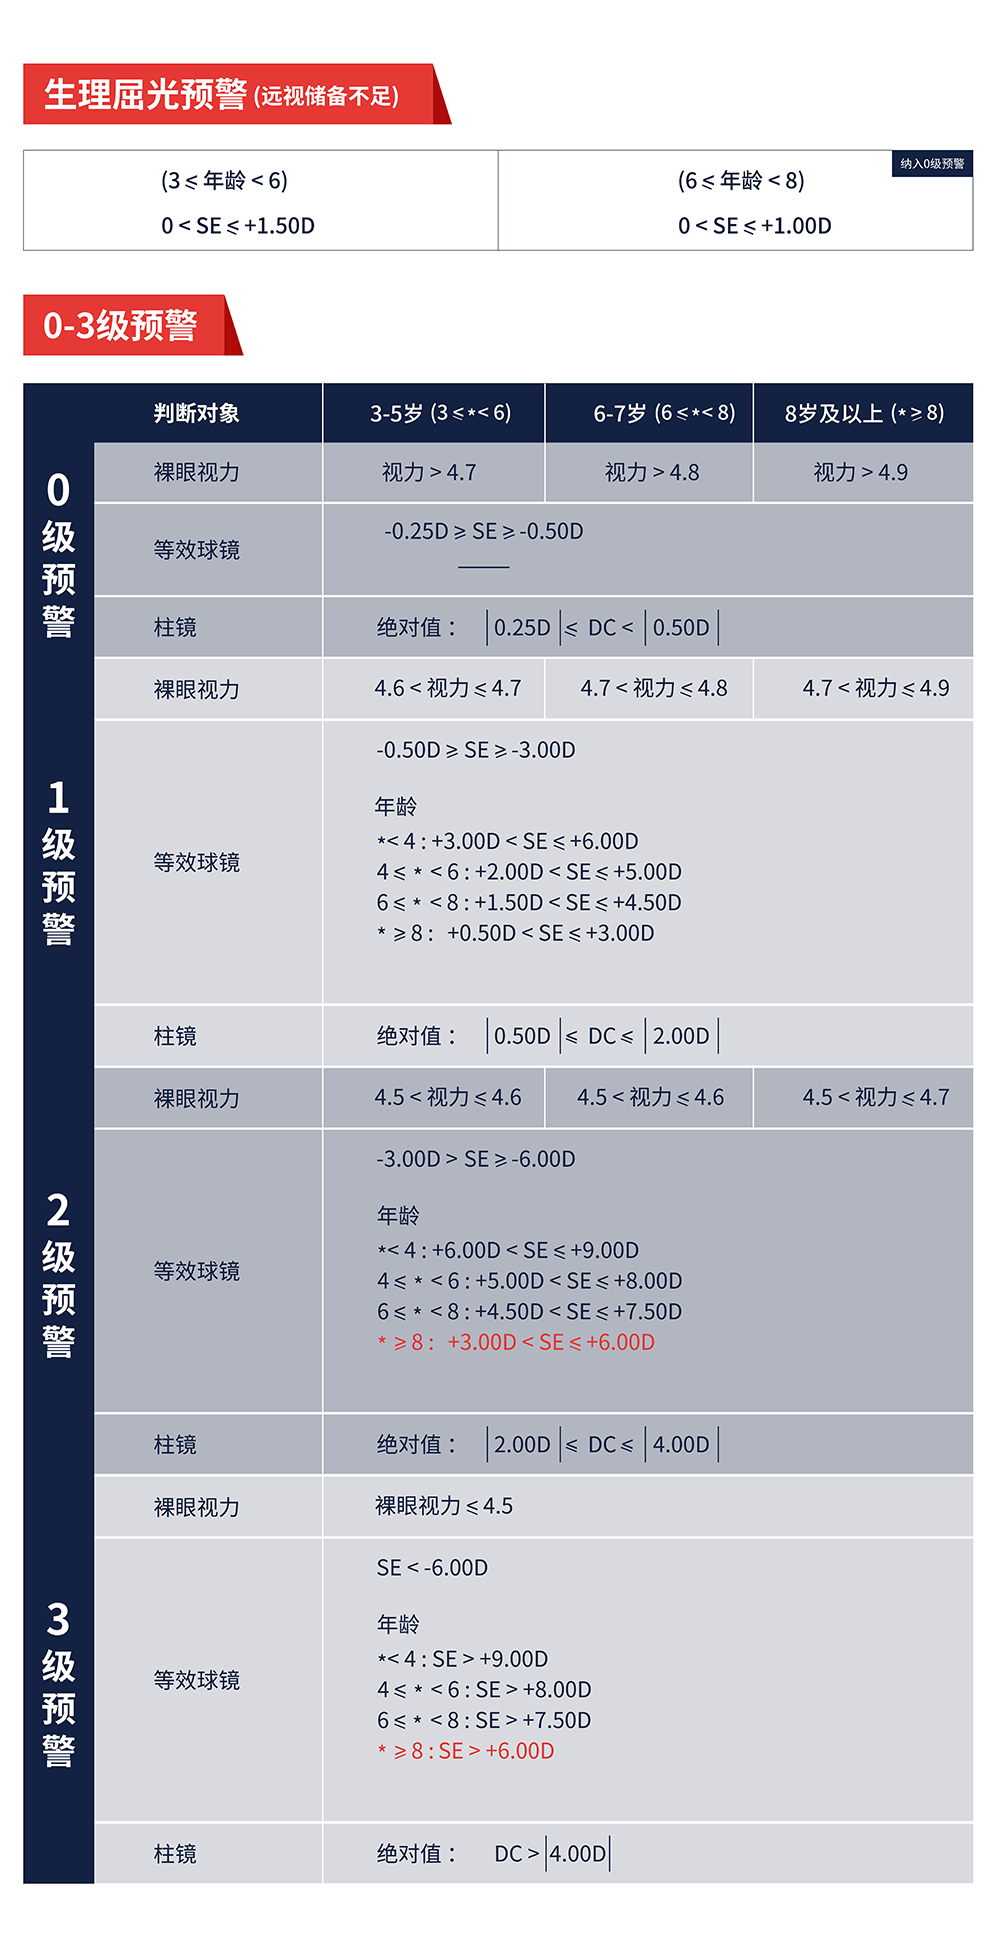 生理屈光预警 (远视储备不足)
纳入0级预警
(3⩽年龄<6)
(6⩽年龄<8)
0<SE⩽+1.50D
0<SE⩽+1.00D
0-3级预警
判断对象 3-5岁 (3⩽*<6) 6-7岁 (6⩽*<8) 8岁及以上 (*⩾8)
0级预警
裸眼视力 视力>4.7 视力>4.8 视力>4.9
等效球镜 -0.25D⩾SE⩾-0.50D
柱镜 绝对值： |0.25D|⩽ DC< |0.50D|
1级预警
裸眼视力 4.6<视力⩽4.7 4.7<视力⩽4.8 4.7<视力⩽4.9
等效球镜
-0.50D⩾SE⩾-3.00D
年龄
*<4:+3.00D<SE⩽+6.00D
4⩽*<6:+2.00D<SE⩽+5.00D
6⩽*<8:+1.50D<SE⩽+4.50D
*⩾8: +0.50D<SE⩽+3.00D
柱镜 绝对值： |0.50D|⩽ DC⩽ |2.00D|
2级预警
裸眼视力 4.5<视力⩽4.6 4.5<视力⩽4.6 4.5<视力⩽4.7
等效球镜
-3.00D>SE⩾-6.00D
年龄
*<4:+6.00D<SE⩽+9.00D
4⩽*<6:+5.00D<SE⩽+8.00D
6⩽*<8:+4.50D<SE⩽+7.50D
*⩾8: +3.00D<SE⩽+6.00D
柱镜 绝对值： |2.00D|⩽ DC⩽ |4.00D|
3级预警
裸眼视力 裸眼视力⩽4.5
等效球镜
SE<-6.00D
年龄
*<4:SE>+9.00D
4⩽*<6:SE>+8.00D
6⩽*<8:SE>+7.50D
*⩾8:SE>+6.00D
柱镜 绝对值： DC>|4.00D|